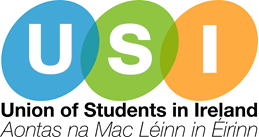 USI
Union of Students in Ireland
Aontas na Mac Léinn in Éirinn